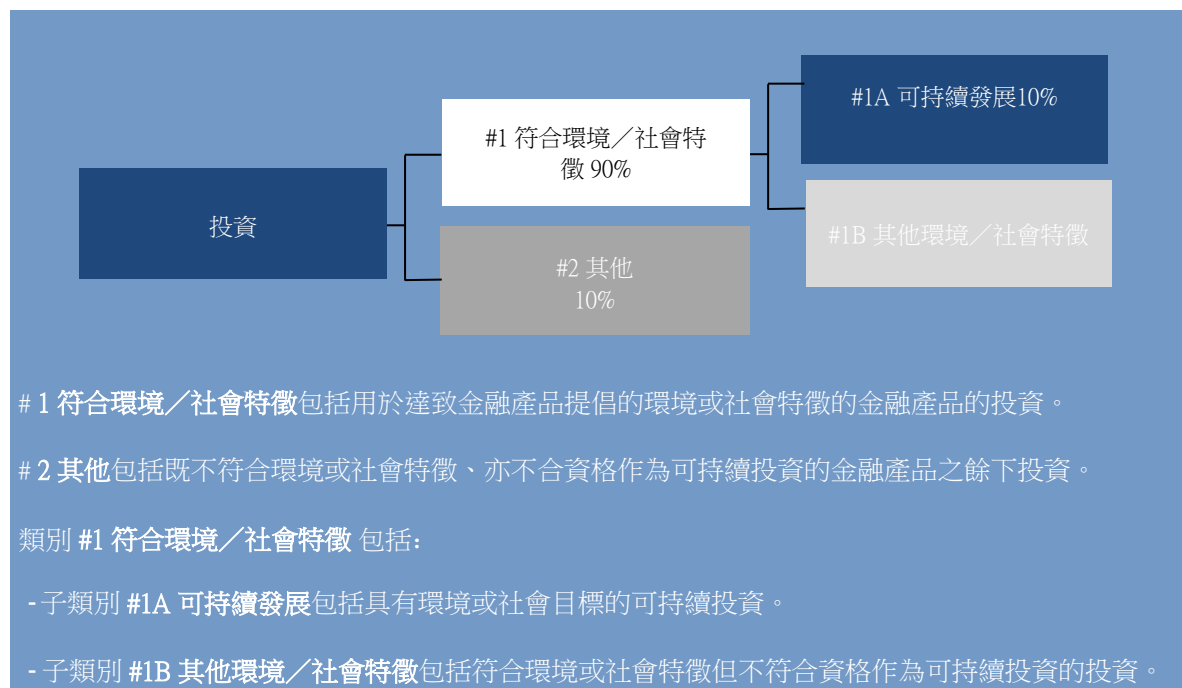 投資
#1 符合環境／社會特
徵 90%
#2 其他
10%
#1A 可持續發展10%
#1B 其他環境／社會特徵
# 1 符合環境／社會特徵包括用於達致金融產品提倡的環境或社會特徵的金融產品的投資。
# 2 其他包括既不符合環境或社會特徵、亦不合資格作為可持續投資的金融產品之餘下投資。
類別 #1 符合環境／社會特徵 包括：
- 子類別 #1A 可持續發展包括具有環境或社會目標的可持續投資。
- 子類別 #1B 其他環境／社會特徵包括符合環境或社會特徵但不符合資格作為可持續投資的投資。